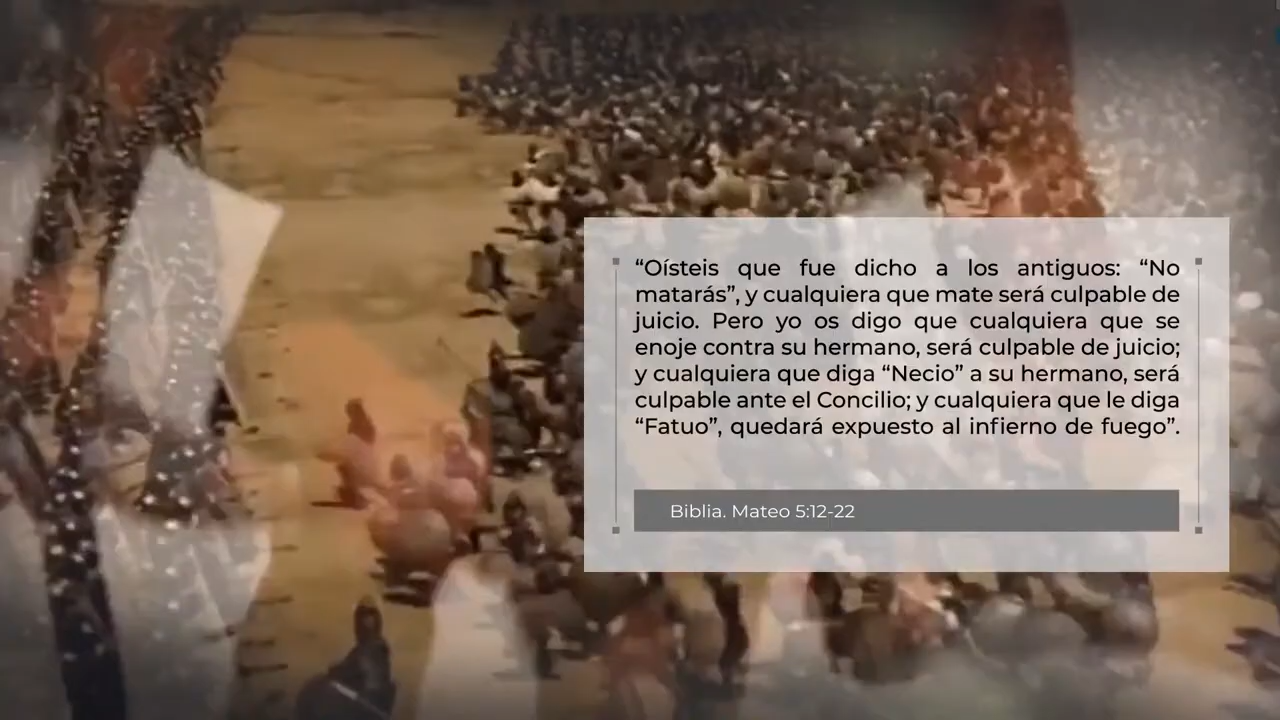 “Oísteis que fue dicho a los antiguos: “No
matarás”, y cualquiera que mate será culpable de
juicio. Pero yo os digo que cualquiera que se
enoje contra su hermano, será culpable de juicio;
y cualquiera que diga “Necio” a su hermano, será
culpable ante el Concilio; y cualquiera que le diga
“Fatuo”, quedará expuesto al infierno de fuego”.
Biblia. Mateo 5:12-22